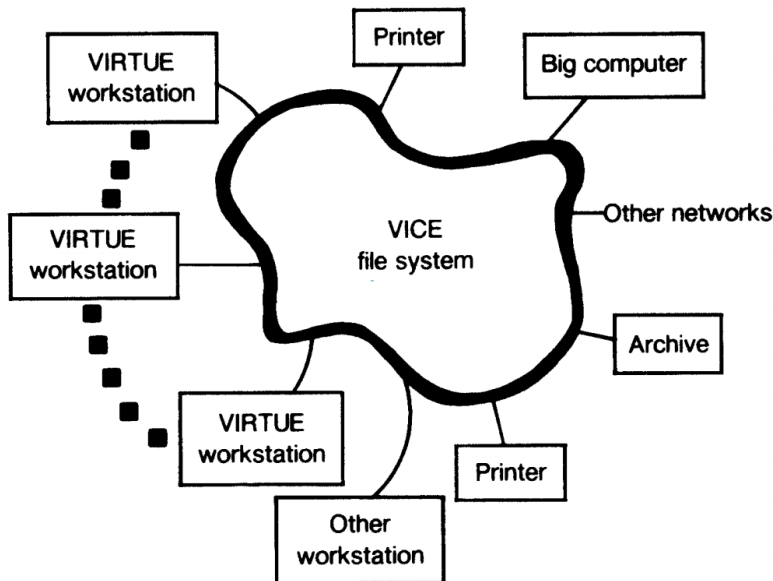 Printer
VIRTUE
workstation
Big computer
VIRTUE
workstation
VICE
file system
Other networks
Archive
VIRTUE
workstation
Printer
Other
workstation